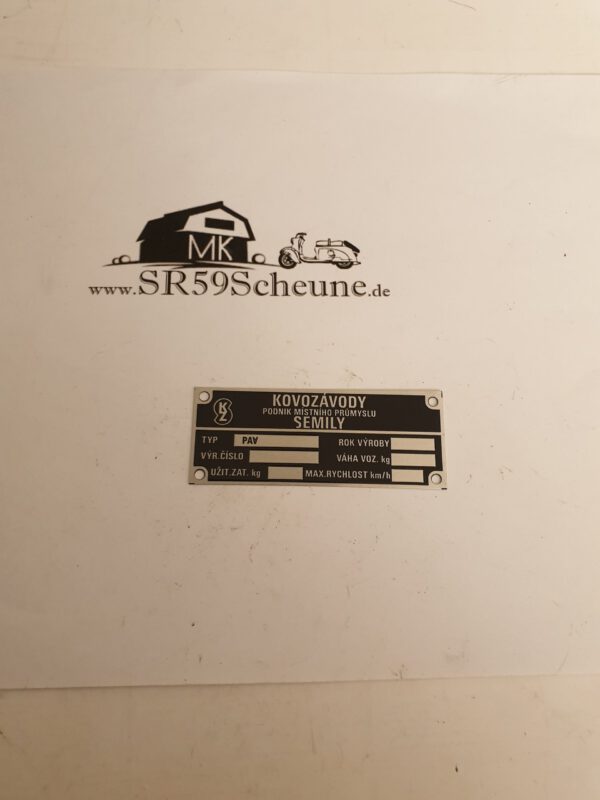 MK
www.SR59Scheune.de
KZS
KOVOZÁVODY
PODNIK MÍSTNÍHO PRŮMYSLU
SEMILY
TYP PAV ROK VÝROBY
VÝR.ČÍSLO VÁHA VOZ. kg
UŽIT.ZAT. kg MAX.RYCHLOST km/h